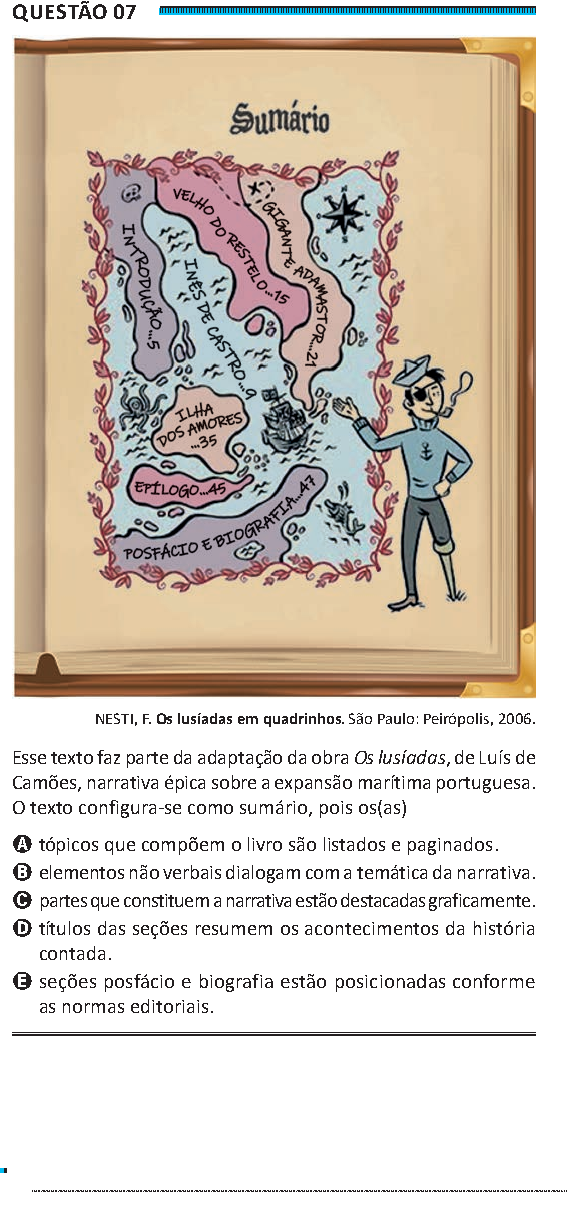 QUESTÃO 07
Sumário
INTRODUÇÃO...5
VELHO DO RESTELO...15
GIGANTE ADAMASTOR...21
INÊS DE CASTRO...9
ILHA
DOS AMORES
...35
EPÍLOGO...45
POSFÁCIO E BIOGRAFIA...47
NESTI, F. Os lusíadas em quadrinhos. São Paulo: Peirópolis, 2006.
Esse texto faz parte da adaptação da obra Os lusíadas, de Luís de
Camões, narrativa épica sobre a expansão marítima portuguesa.
O texto configura-se como sumário, pois os(as)
A tópicos que compõem o livro são listados e paginados.
B elementos não verbais dialogam com a temática da narrativa.
C partes que constituem a narrativa estão destacadas graficamente.
D títulos das seções resumem os acontecimentos da história
contada.
E seções posfácio e biografia estão posicionadas conforme
as normas editoriais.